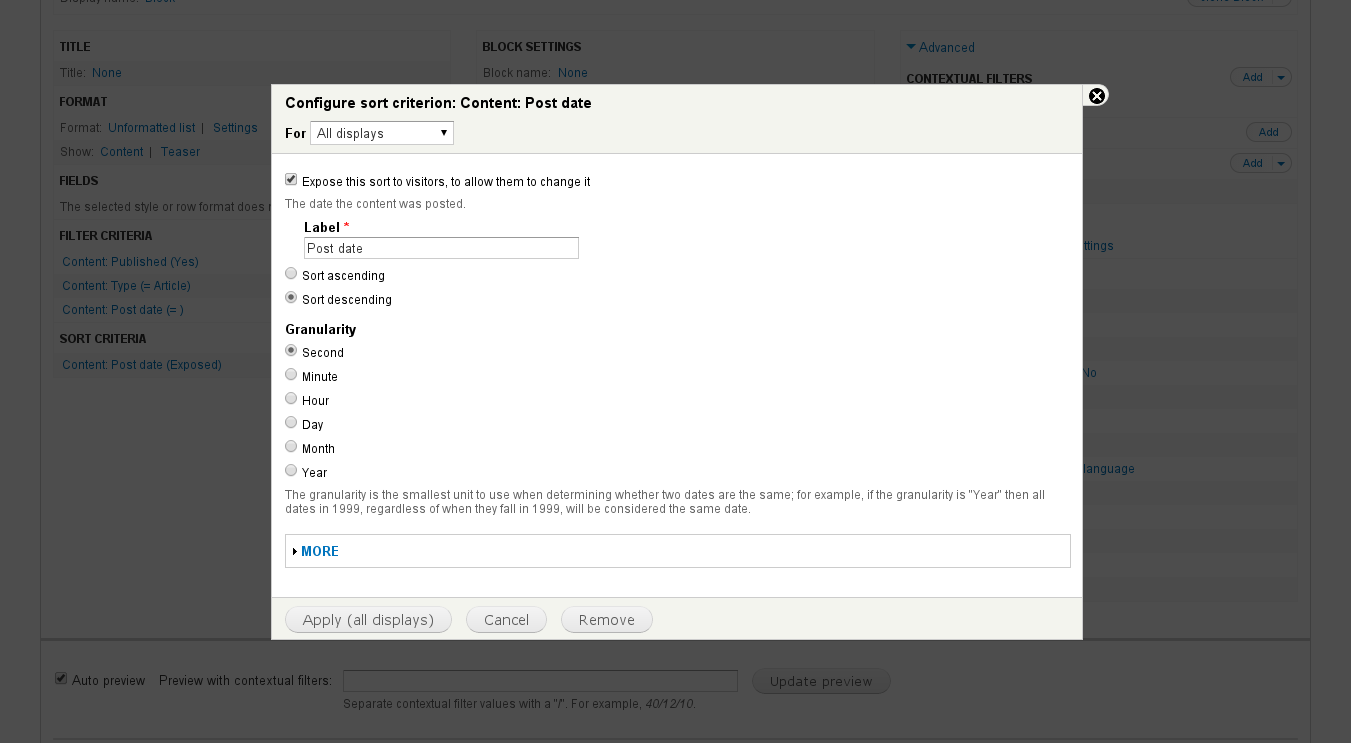 TITLE
Title: None
FORMAT
Format: Unformatted list | Settings
Show: Content | Teaser
FIELDS
The selected style or row format does
FILTER CRITERIA
Content: Published (Yes)
Content: Type (= Article)
Content: Post date (= )
SORT CRITERIA
Content: Post date (Exposed)
BLOCK SETTINGS
Block name: None
Advanced
CONTEXTUAL FILTERS
Add
Add
Add
No
language
Configure sort criterion: Content: Post date
For All displays
Expose this sort to visitors, to allow them to change it
The date the content was posted.
Label *
Post date
Sort ascending
Sort descending
Granularity
Second
Minute
Hour
Day
Month
Year
The granularity is the smallest unit to use when determining whether two dates are the same; for example, if the granularity is "Year" then all
dates in 1999, regardless of when they fall in 1999, will be considered the same date.
MORE
Apply (all displays)
Cancel
Remove
Auto preview Preview with contextual filters:
Update preview
Separate contextual filter values with a "/". For example, 40/12/10.